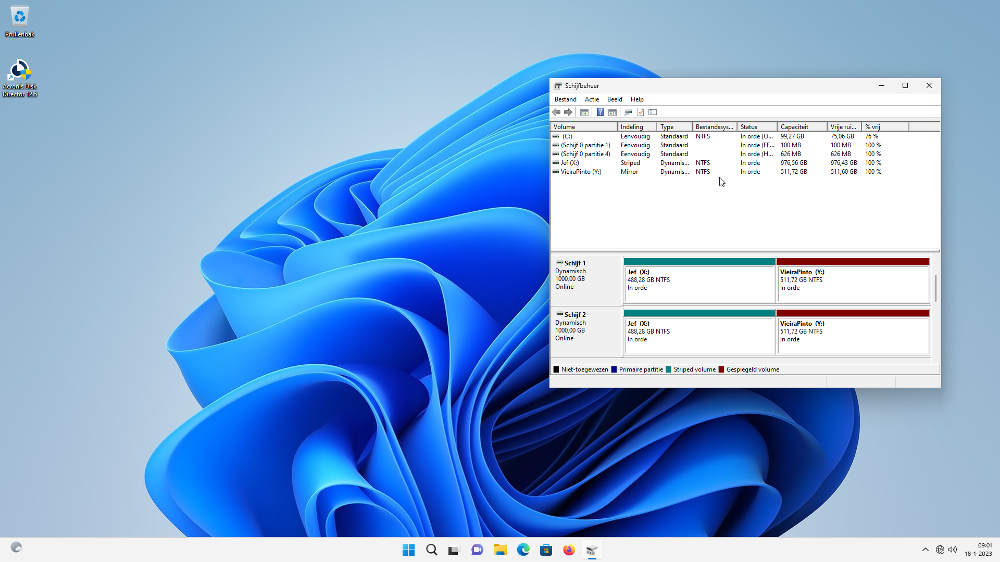 Prullenbak
Acronis Disk
Director 12.5
Schijfbeheer
Bestand Actie Beeld Help
Volume Indeling Type Bestandssys... Status Capaciteit Vrije rui... % vrij
(C:) Eenvoudig Standaard NTFS In orde (O... 99,27 GB 75,06 GB 76 %
(Schijf 0 partitie 1) Eenvoudig Standaard In orde (EF... 100 MB 100 MB 100 %
(Schijf 0 partitie 4) Eenvoudig Standaard In orde (H... 626 MB 626 MB 100 %
Jef (X:) Striped Dynamis... NTFS In orde 976,56 GB 976,43 GB 100 %
VieiraPinto (Y:) Mirror Dynamis... NTFS In orde 511,72 GB 511,60 GB 100 %
Schijf 1
Dynamisch
1000,00 GB
Online
Jef (X:)
488,28 GB NTFS
In orde
VieiraPinto (Y:)
511,72 GB NTFS
In orde
Schijf 2
Dynamisch
1000,00 GB
Online
Jef (X:)
488,28 GB NTFS
In orde
VieiraPinto (Y:)
511,72 GB NTFS
In orde
Niet-toegewezen Primaire partitie Striped volume Gespiegeld volume
09:01
18-1-2023